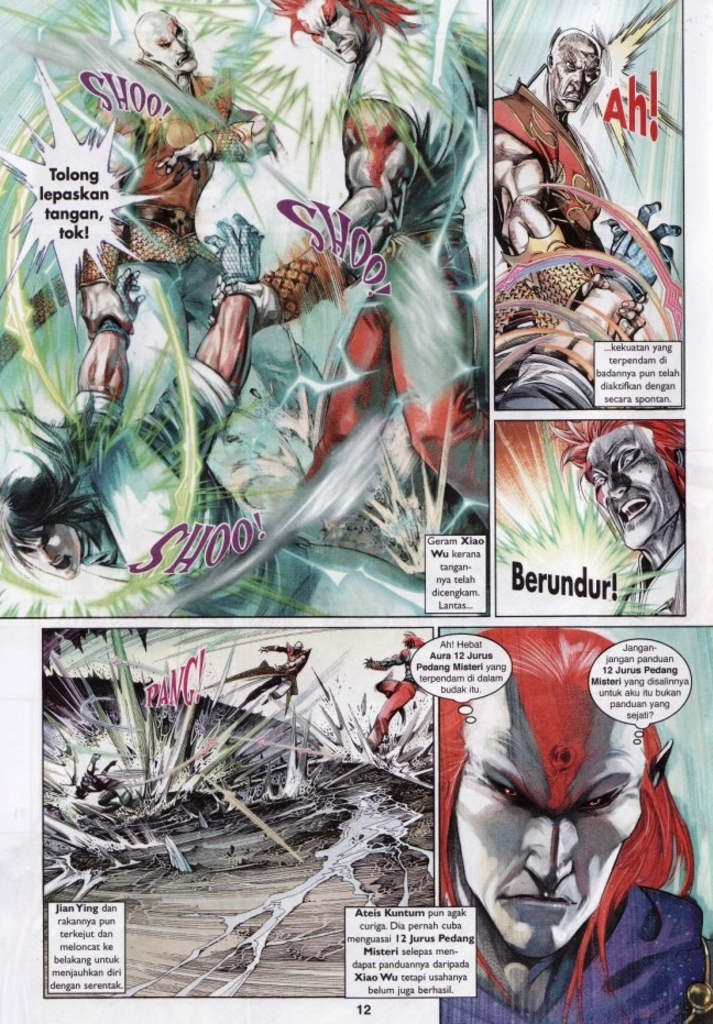 SHOO!
Tolong
lepaskan
tangan,
tok!
SHOO!
SHOO!
Geram Xiao
Wu kerana
tangan-
nya telah
dicengkam.
Lantas...
Ah!
...kekuatan yang
terpendam di
badannya pun telah
diaktifkan dengan
secara spontan.
Berundur!
PANG!
Jian Ying dan
rakannya pun
terkejut dan
meloncat ke
belakang untuk
menjauhkan diri
dengan serentak.
Ateis Kuntum pun agak
curiga. Dia pernah cuba
menguasai 12 Jurus Pedang
Misteri selepas men-
dapat panduannya daripada
Xiao Wu tetapi usahanya
belum juga berhasil.
Ah! Hebat
Aura 12 Jurus
Pedang Misteri yang
terpendam di dalam
budak itu.
Jangan-
jangan panduan
12 Jurus Pedang
Misteri yang disalinnya
untuk aku itu bukan
panduan yang
sejati?
12